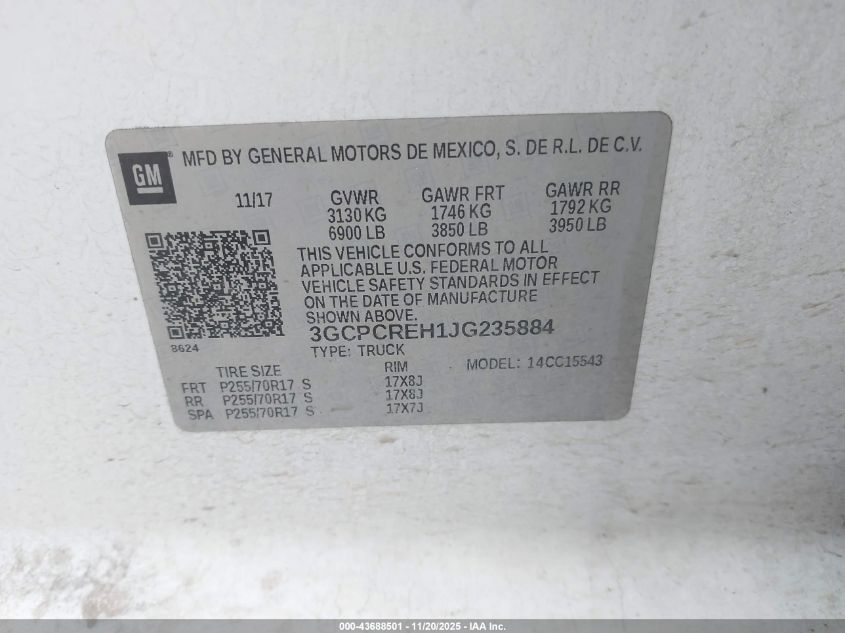 GM ® MFD BY GENERAL MOTORS DE MEXICO, S. DE R.L. DE C.V.
11/17 GVWR GAWR FRT GAWR RR
3130 KG 1746 KG 1792 KG
6900 LB 3850 LB 3950 LB
THIS VEHICLE CONFORMS TO ALL
APPLICABLE U.S. FEDERAL MOTOR
VEHICLE SAFETY STANDARDS IN EFFECT
ON THE DATE OF MANUFACTURE
SHOWN ABOVE.
3GCPCREH1JG235884
8624
TYPE: TRUCK
TIRE SIZE RIM MODEL: 14CC15543
FRT P255/70R17 S 17X8J
RR P255/70R17 S 17X8J
SPA P255/70R17 S 17X7J
000-43688501 - 11/20/2025 - IAA Inc.